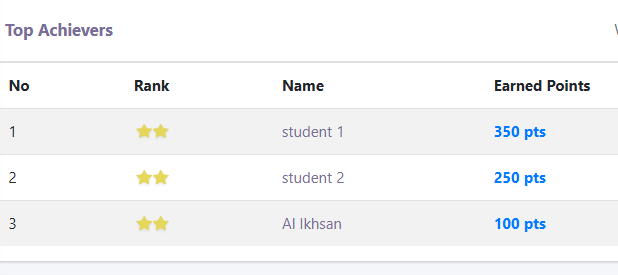 Top Achievers
No Rank Name Earned Points
1 student 1 350 pts
2 student 2 250 pts
3 Al Ikhsan 100 pts